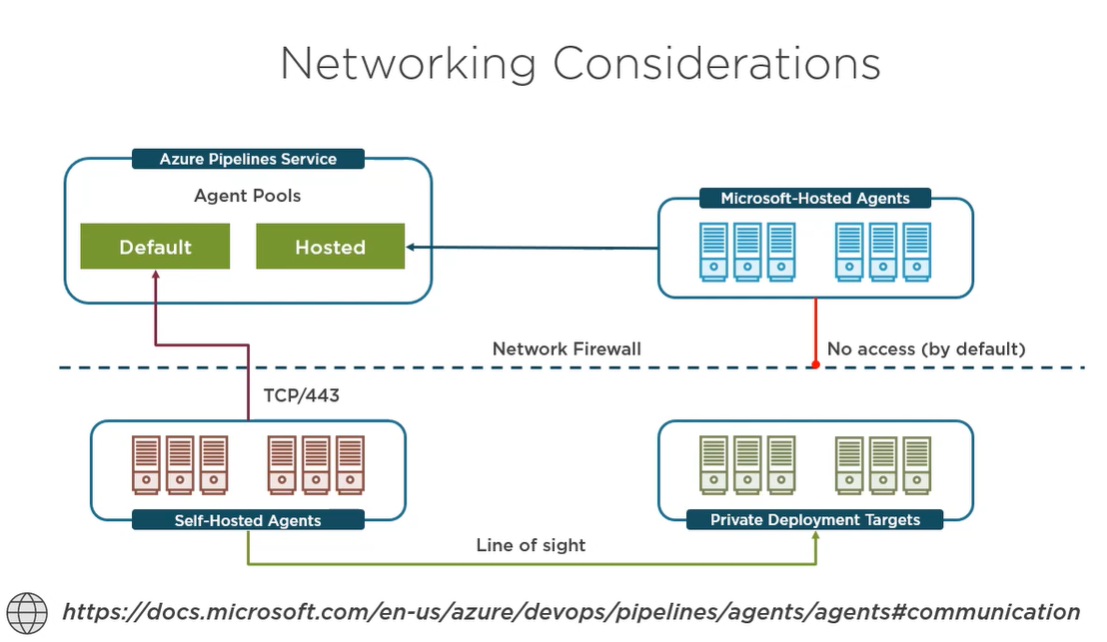 Networking Considerations
Azure Pipelines Service
Agent Pools
Default
Hosted
Microsoft-Hosted Agents
Network Firewall
No access (by default)
TCP/443
Self-Hosted Agents
Private Deployment Targets
Line of sight
https://docs.microsoft.com/en-us/azure/devops/pipelines/agents/agents#communication